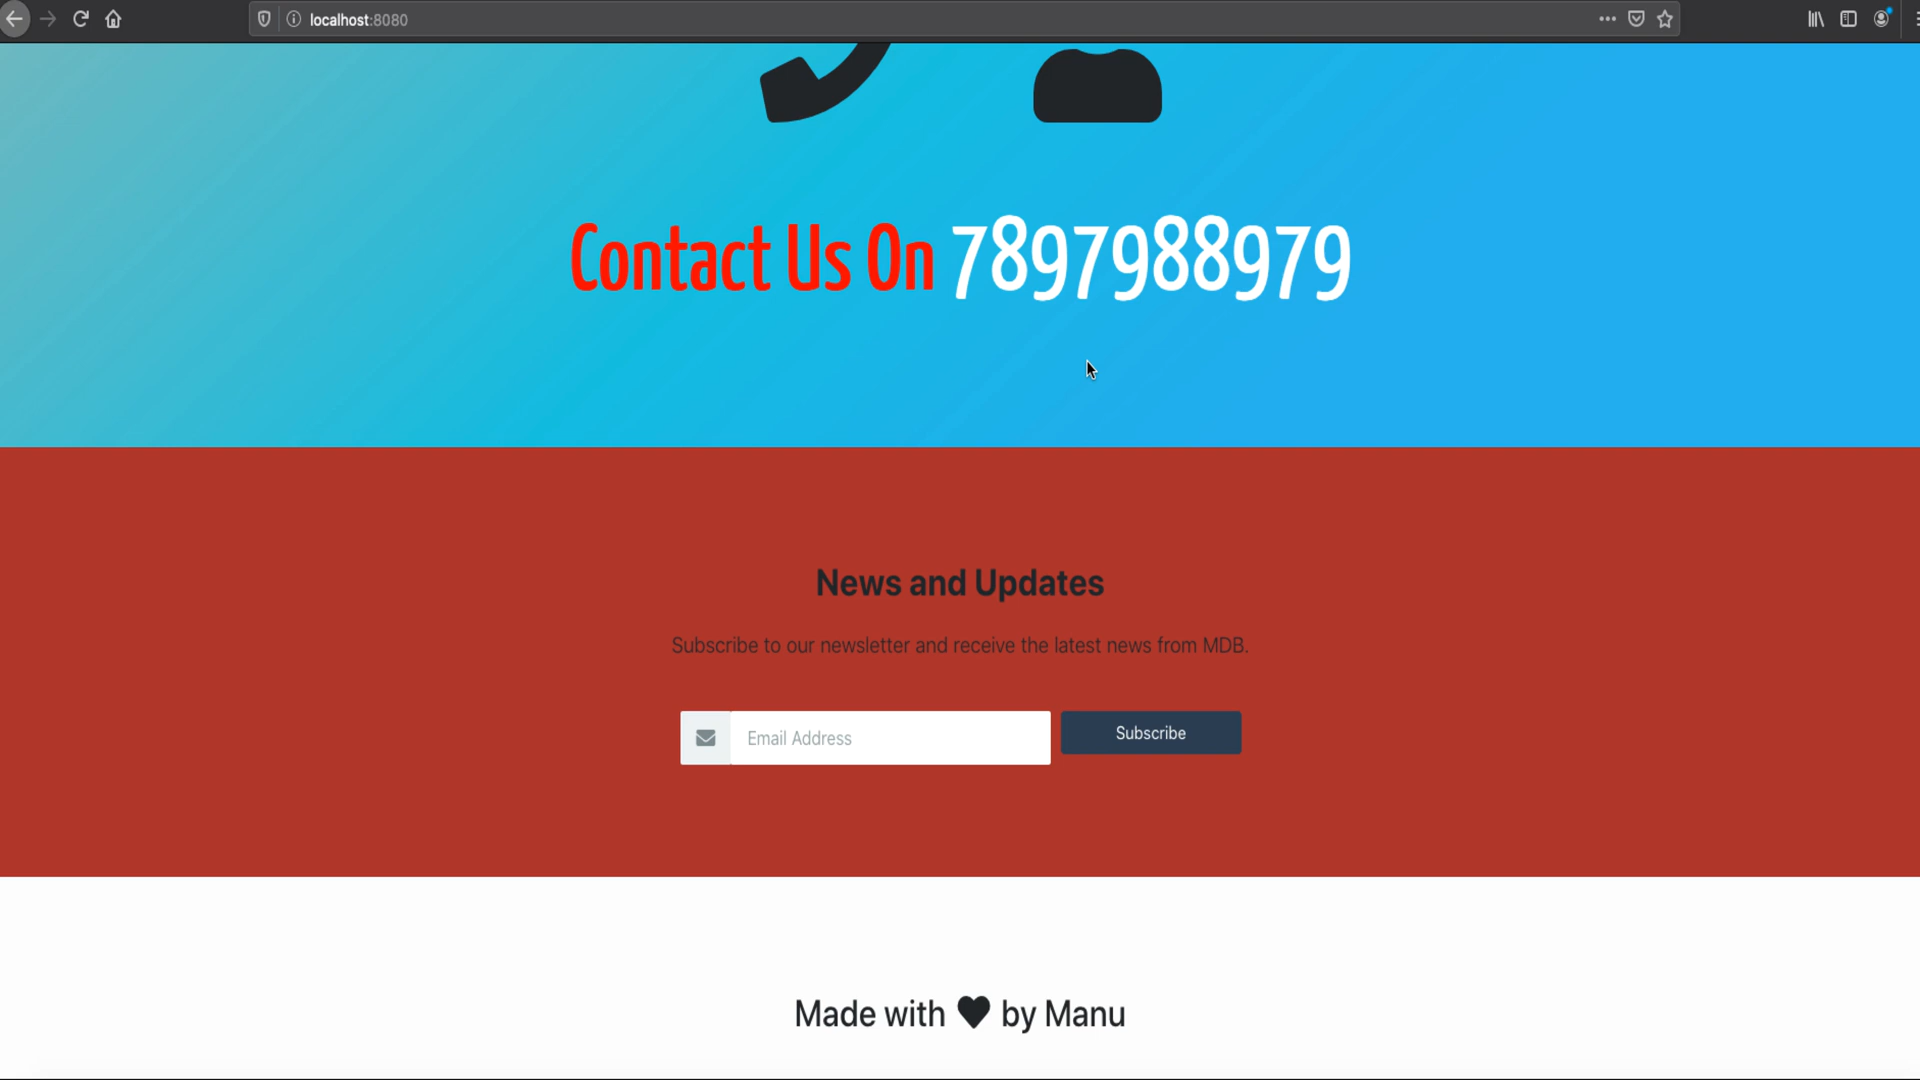 localhost:8080
Contact Us On 7897988979
News and Updates
Subscribe to our newsletter and receive the latest news from MDB.
Email Address
Subscribe
Made with ♥ by Manu